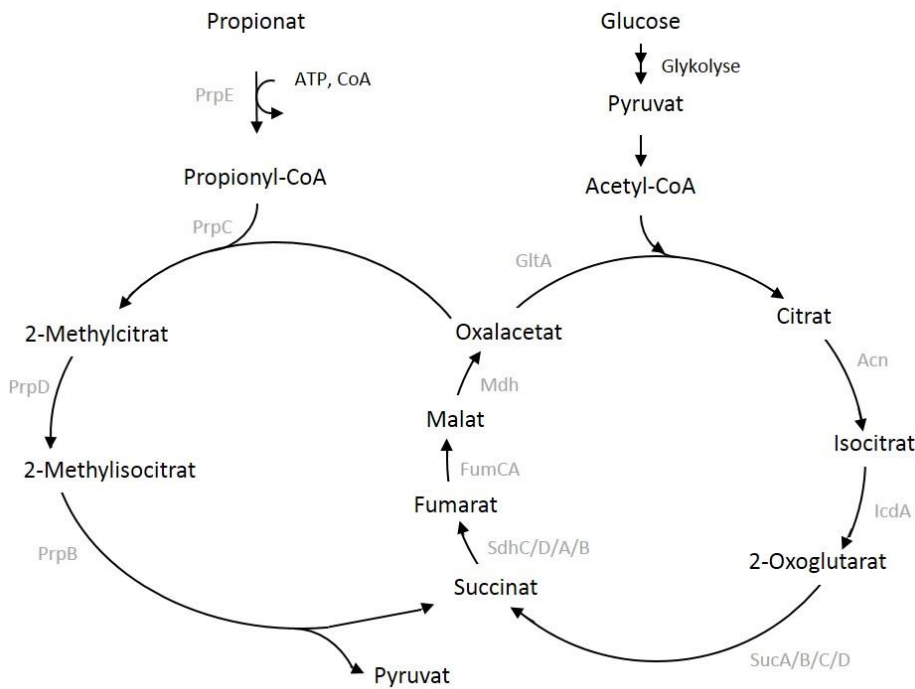 Propionat
Glucose
ATP, CoA
Glykolyse
PrpE
Pyruvat
Propionyl-CoA
Acetyl-CoA
PrpC
GltA
Citrat
2-Methylcitrat
Oxalacetat
Acn
PrpD
Mdh
Malat
Isocitrat
2-Methylisocitrat
FumCA
Fumarat
IcdA
PrpB
SdhC/D/A/B
2-Oxoglutarat
Succinat
SucA/B/C/D
Pyruvat